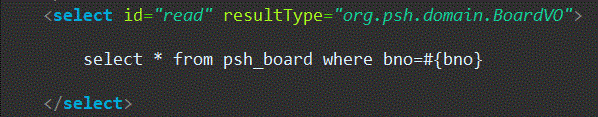 <select id="read" resultType="org.psh.domain.BoardVO">
select * from psh_board where bno=#{bno}
</select>